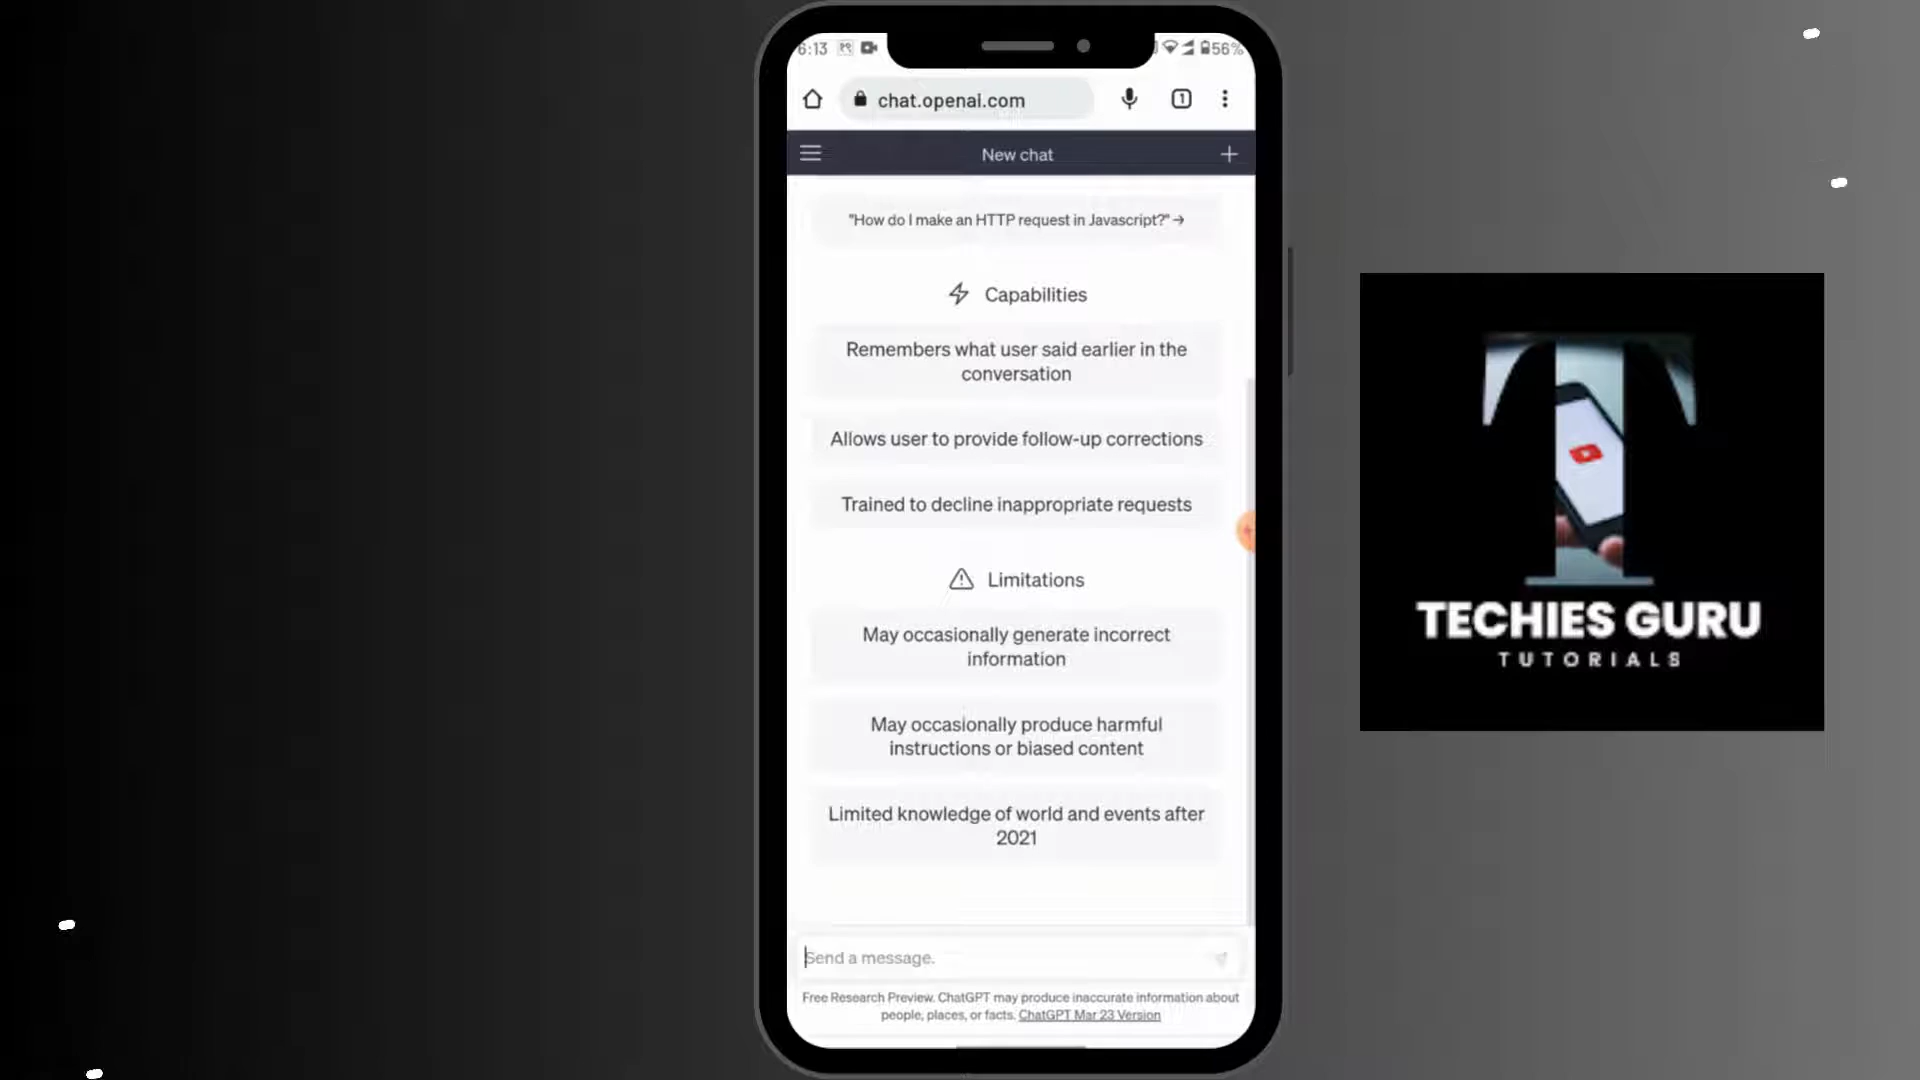 6:13
56%
chat.openai.com
1
New chat
"How do I make an HTTP request in Javascript?" →
Capabilities
Remembers what user said earlier in the
conversation
Allows user to provide follow-up corrections
Trained to decline inappropriate requests
Limitations
May occasionally generate incorrect
information
May occasionally produce harmful
instructions or biased content
Limited knowledge of world and events after
2021
Send a message.
Free Research Preview. ChatGPT may produce inaccurate information about
people, places, or facts. ChatGPT Mar 23 Version
T
TECHIES GURU
TUTORIALS